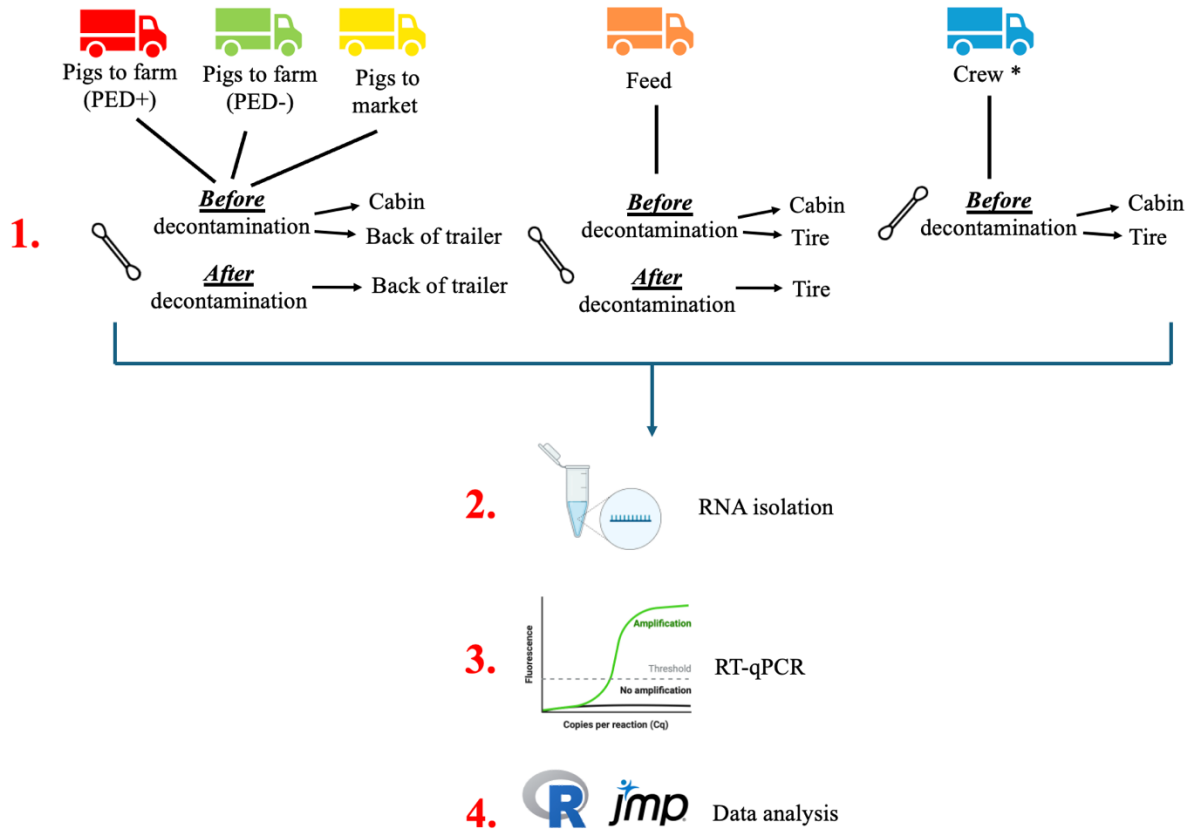 Pigs to farm
(PED+)
Pigs to farm
(PED-)
Pigs to
market
Feed
Crew *
1.
Before
decontamination
Cabin
Back of trailer
After
decontamination
Back of trailer
Before
decontamination
Cabin
Tire
After
decontamination
Tire
Before
decontamination
Cabin
Tire
2.
RNA isolation
3.
Fluorescence
Amplification
Threshold
No amplification
Copies per reaction (Cq)
RT-qPCR
4.
R
jmp
Data analysis